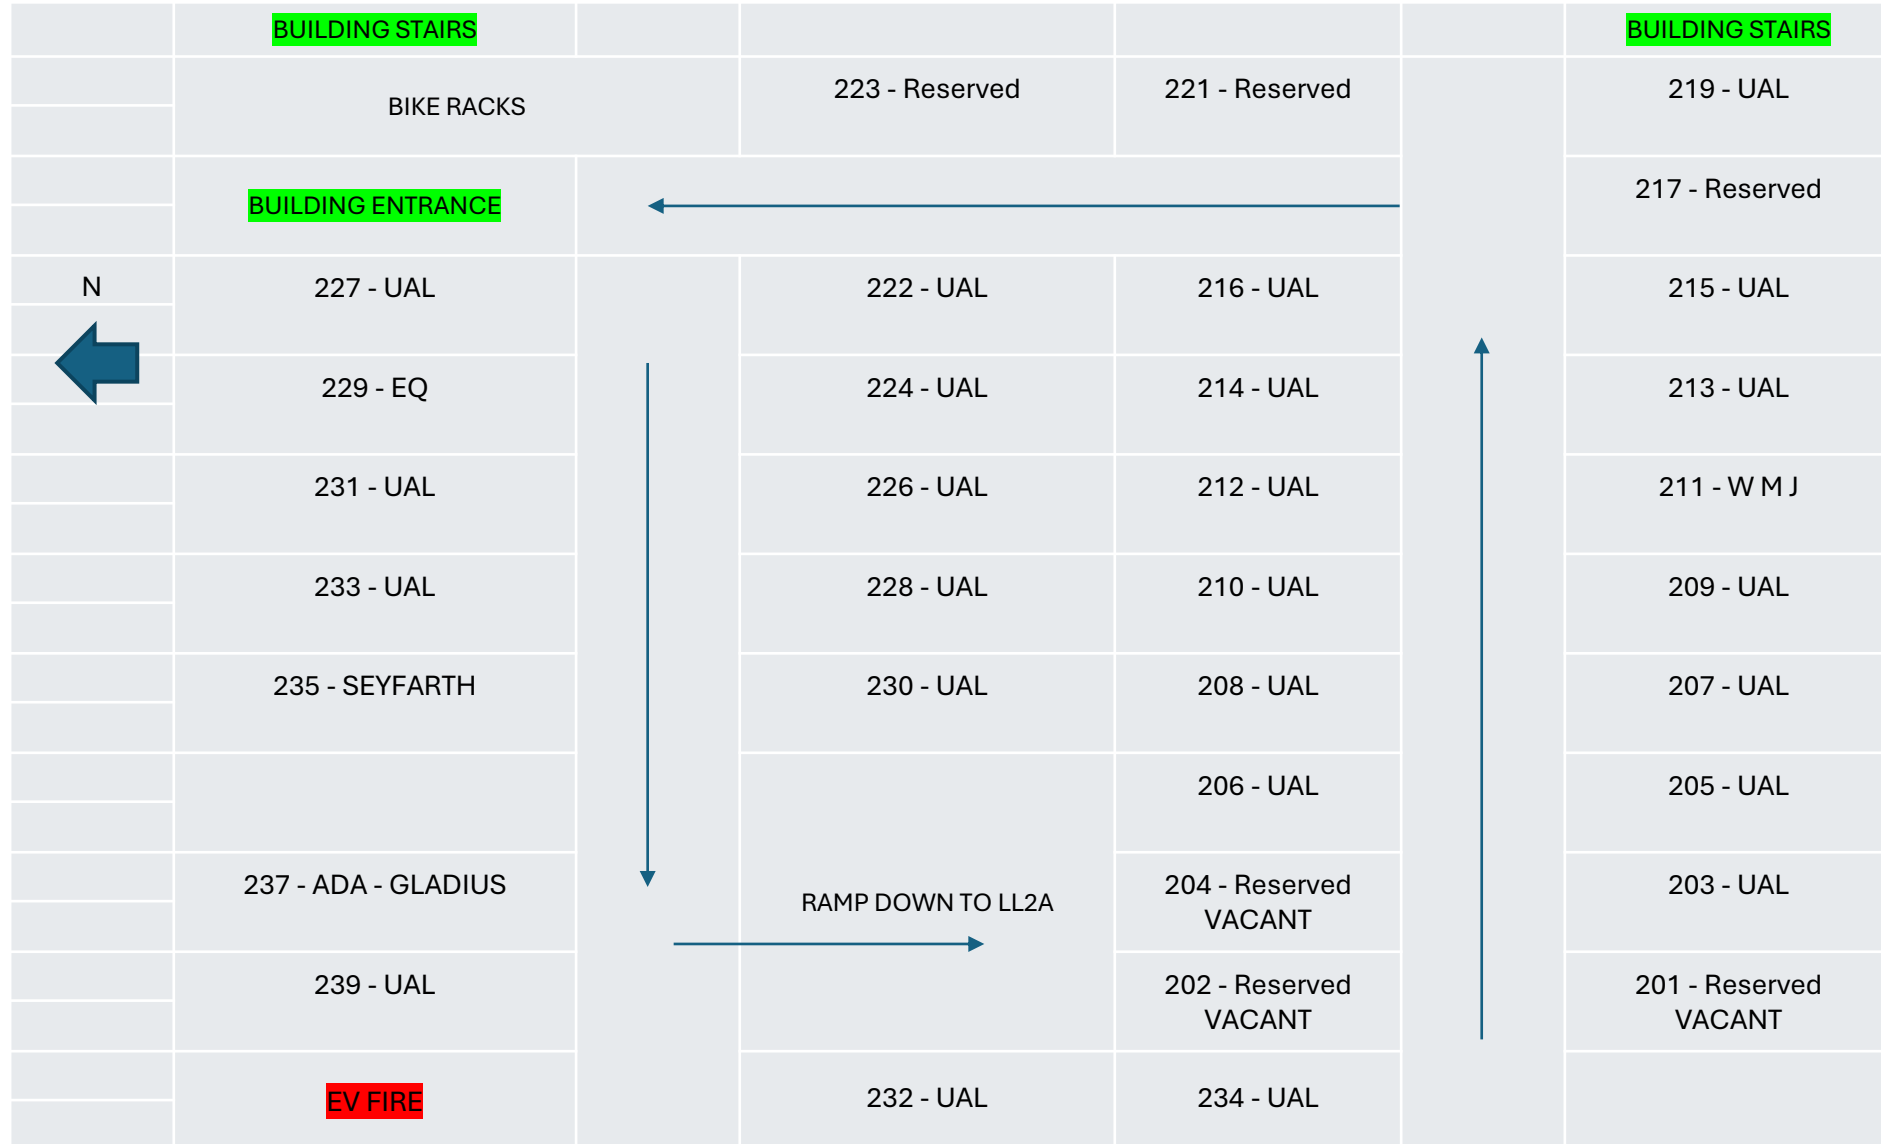 BUILDING STAIRS
BUILDING STAIRS
BIKE RACKS
223 - Reserved
221 - Reserved
219 - UAL
BUILDING ENTRANCE
217 - Reserved
N
227 - UAL
222 - UAL
216 - UAL
215 - UAL
229 - EQ
224 - UAL
214 - UAL
213 - UAL
231 - UAL
226 - UAL
212 - UAL
211 - W M J
233 - UAL
228 - UAL
210 - UAL
209 - UAL
235 - SEYFARTH
230 - UAL
208 - UAL
207 - UAL
206 - UAL
205 - UAL
237 - ADA - GLADIUS
RAMP DOWN TO LL2A
204 - Reserved
VACANT
203 - UAL
239 - UAL
202 - Reserved
VACANT
201 - Reserved
VACANT
EV FIRE
232 - UAL
234 - UAL